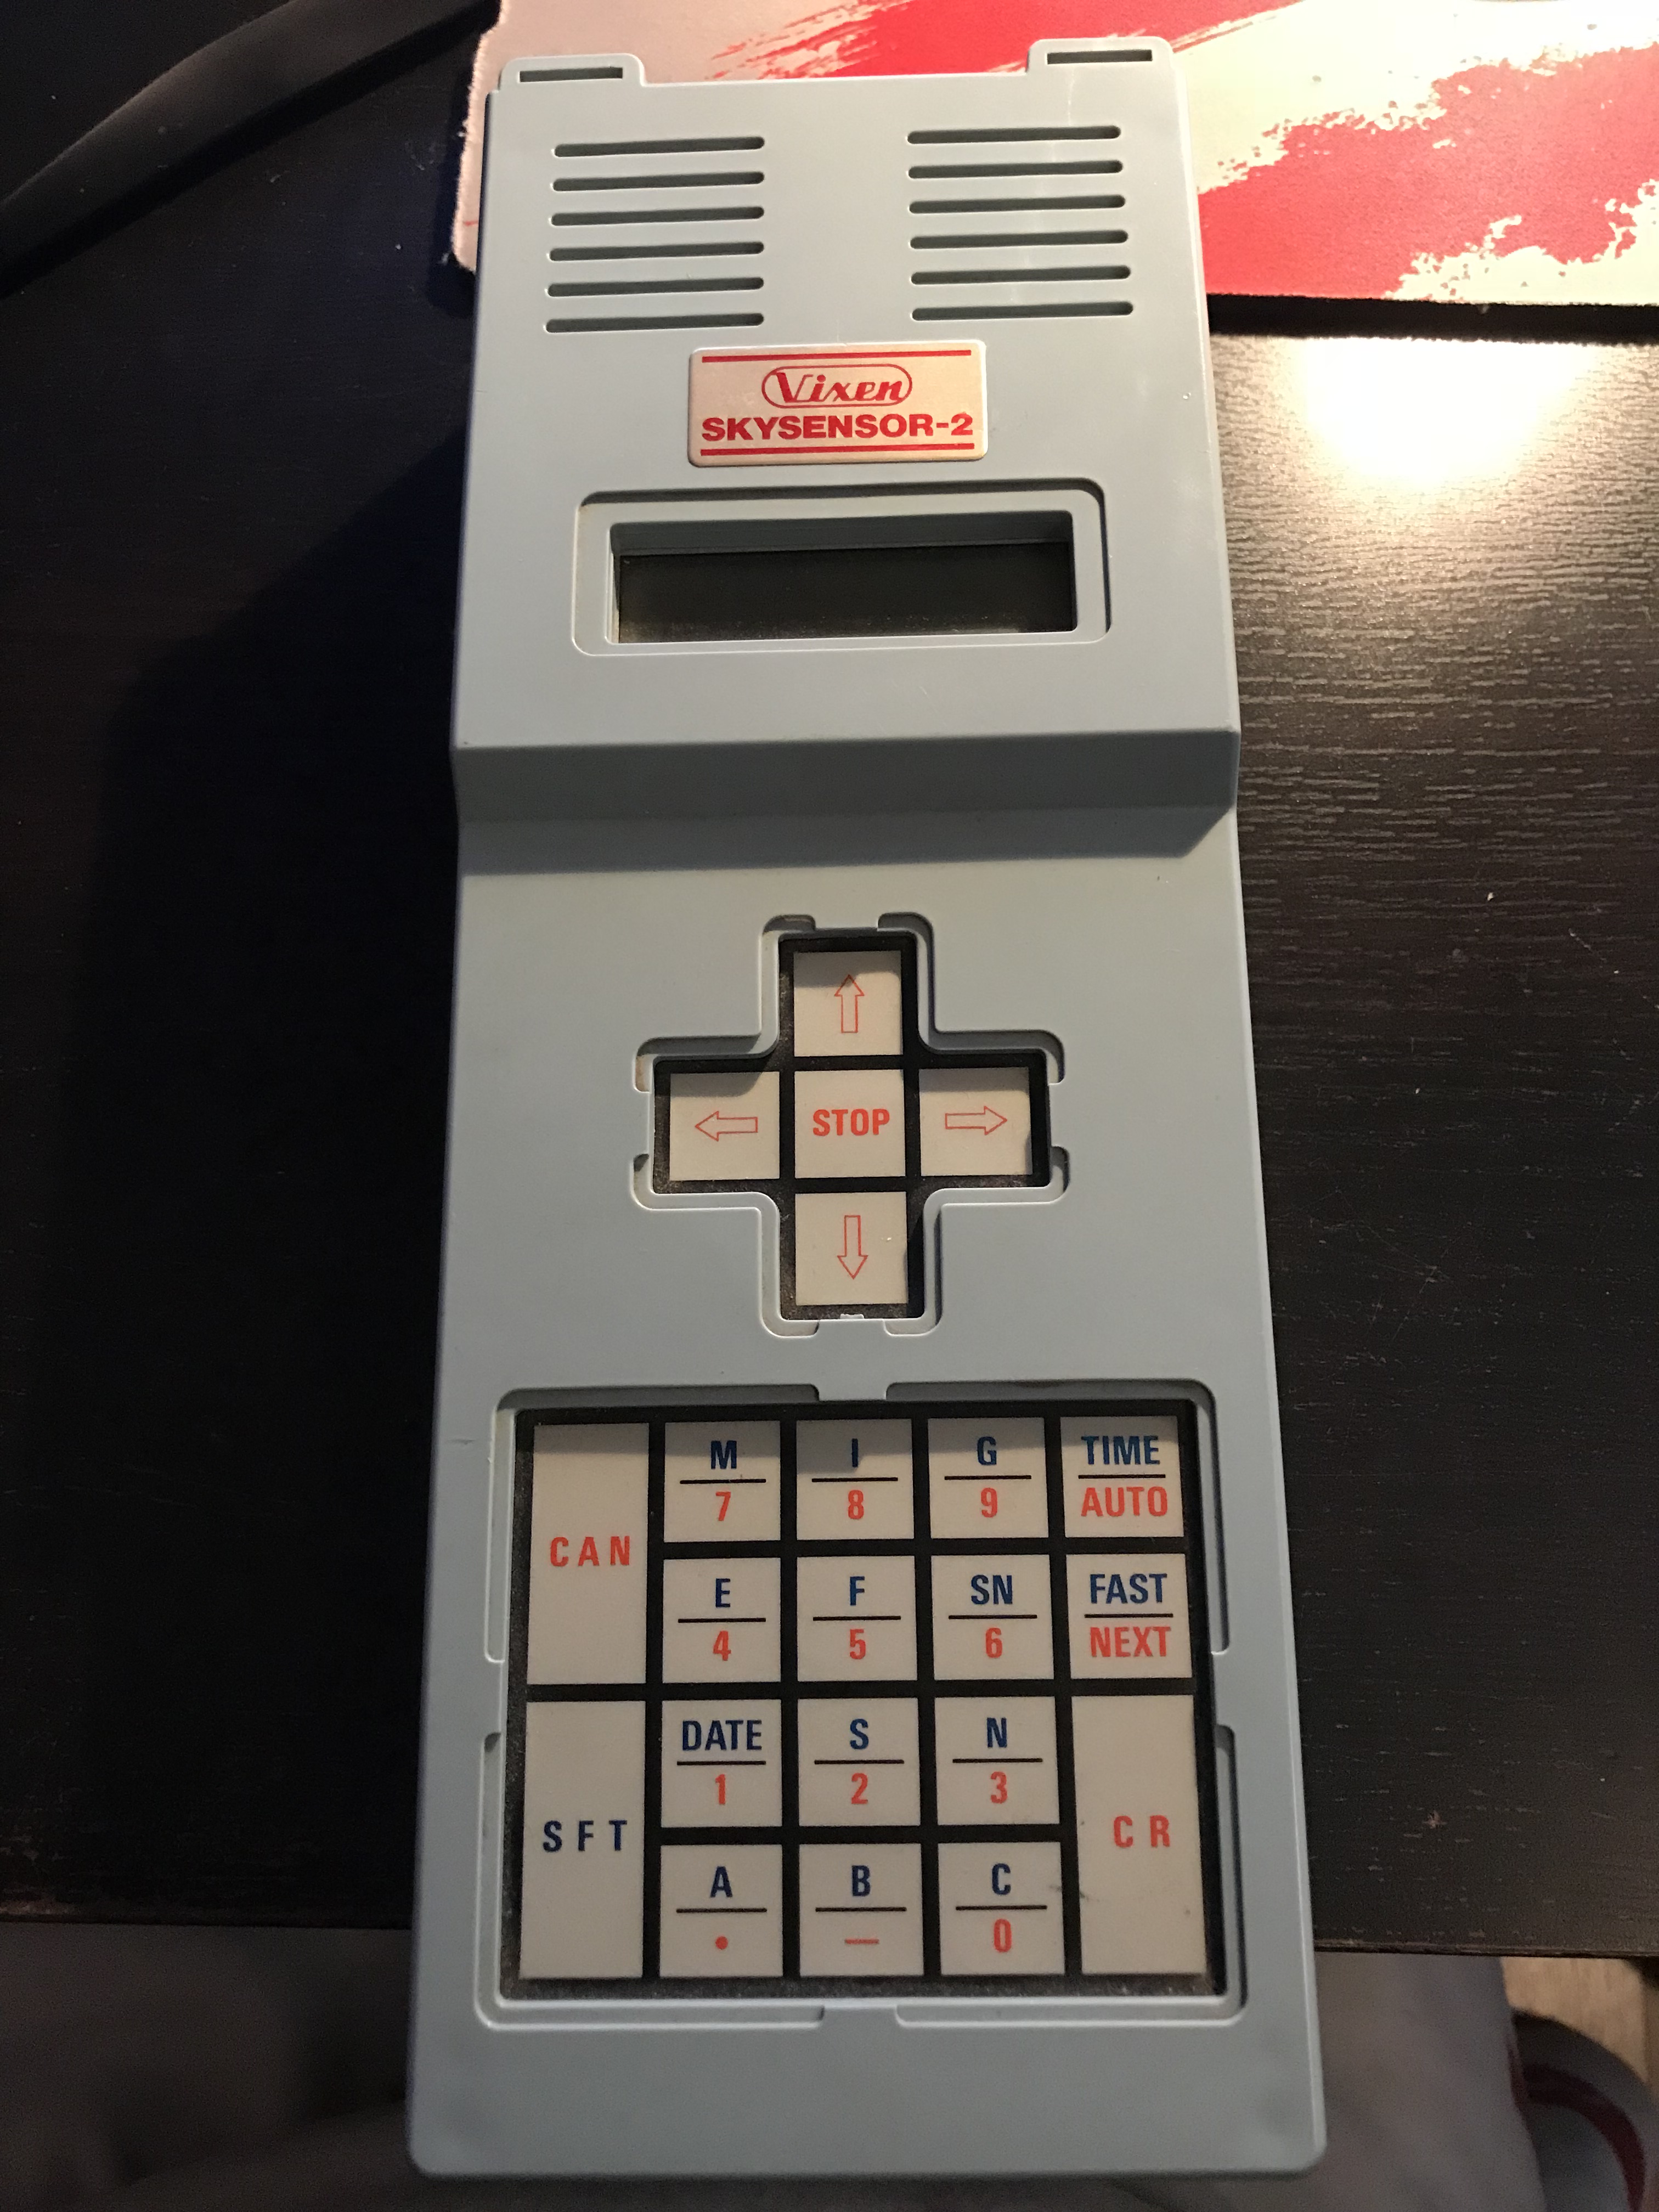 Vixen
SKYSENSOR-2
STOP
CAN
M
7
I
8
G
9
TIME
AUTO
E
4
F
5
SN
6
FAST
NEXT
SFT
DATE
1
S
2
N
3
CR
A
•
B
—
C
0